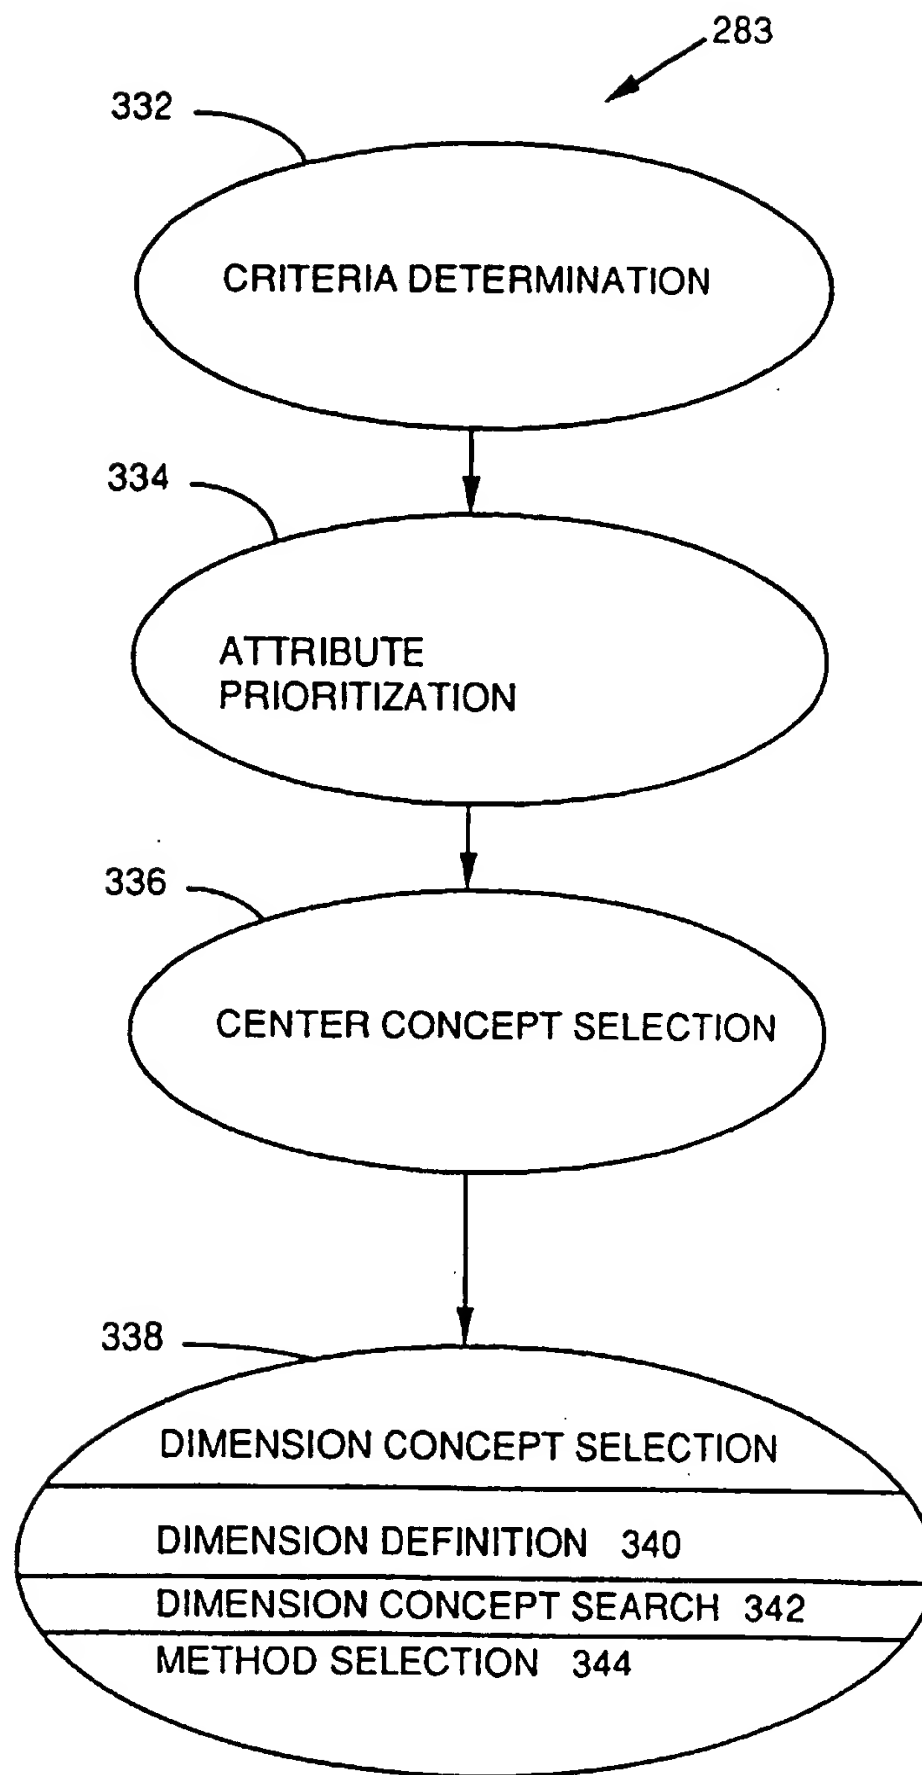 283
332
CRITERIA DETERMINATION
334
ATTRIBUTE
PRIORITIZATION
336
CENTER CONCEPT SELECTION
338
DIMENSION CONCEPT SELECTION
DIMENSION DEFINITION 340
DIMENSION CONCEPT SEARCH 342
METHOD SELECTION 344